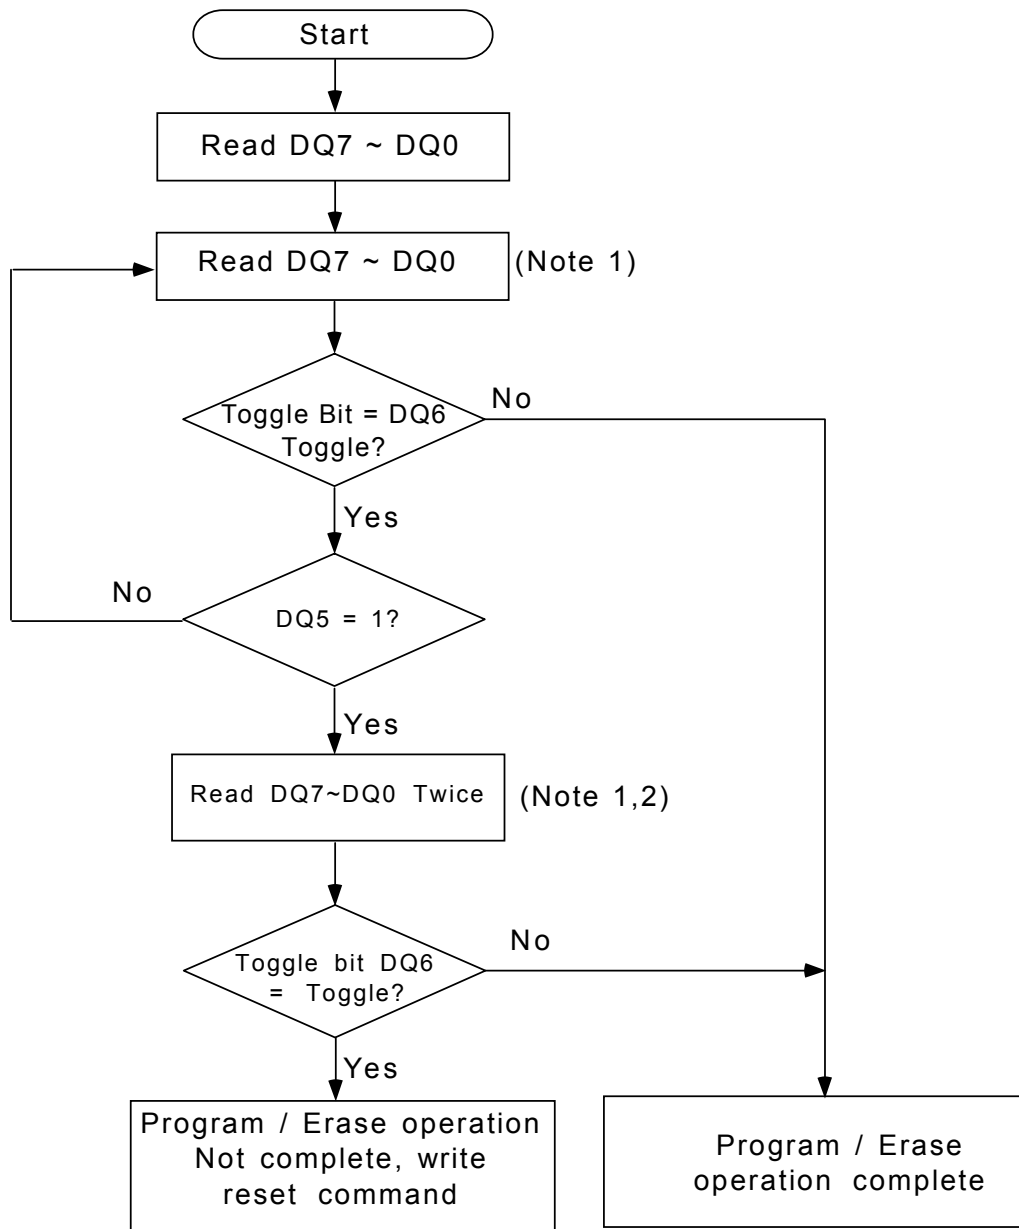 Start
Read DQ7 ~ DQ0
Read DQ7 ~ DQ0
(Note 1)
No
Toggle Bit = DQ6
Toggle?
Yes
No
DQ5 = 1?
Yes
Read DQ7~DQ0 Twice
(Note 1,2)
No
Toggle bit DQ6
= Toggle?
Yes
Program / Erase operation
Not complete, write
reset command
Program / Erase
operation complete